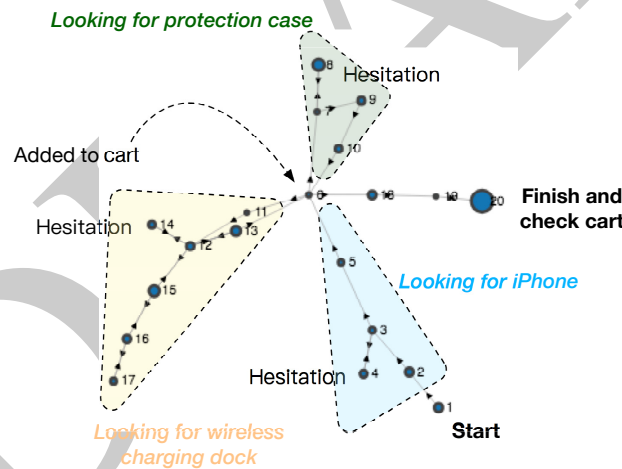 Looking for protection case
8
Hesitation
9
7
10
Added to cart
6
18
19
20
Finish and
check cart
14
11
Hesitation
13
12
5
Looking for iPhone
15
3
16
Hesitation
4
2
17
1
Start
Looking for wireless
charging dock